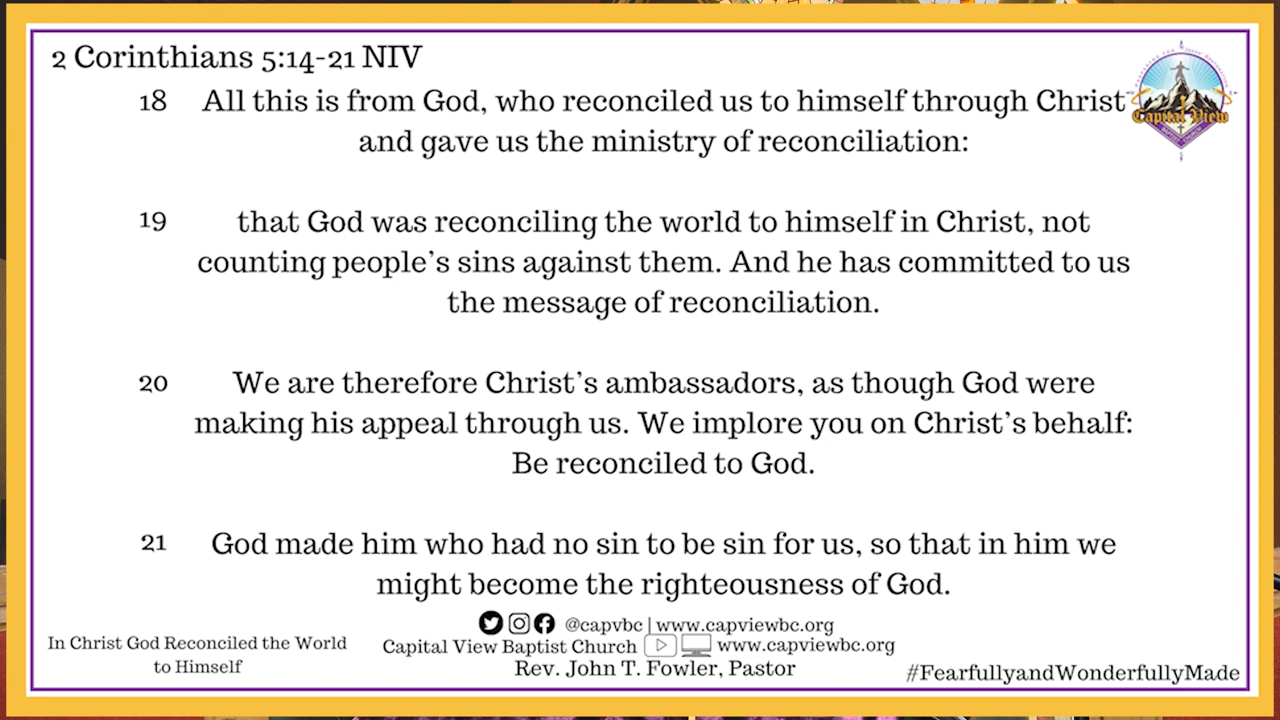 2 Corinthians 5:14-21 NIV
18 All this is from God, who reconciled us to himself through Christ
and gave us the ministry of reconciliation:
Capital View
19 that God was reconciling the world to himself in Christ, not
counting people’s sins against them. And he has committed to us
the message of reconciliation.
20 We are therefore Christ’s ambassadors, as though God were
making his appeal through us. We implore you on Christ’s behalf:
Be reconciled to God.
21 God made him who had no sin to be sin for us, so that in him we
might become the righteousness of God.
@capvbc | www.capviewbc.org
In Christ God Reconciled the World
to Himself
Capital View Baptist Church www.capviewbc.org
Rev. John T. Fowler, Pastor
#FearfullyandWonderfullyMade